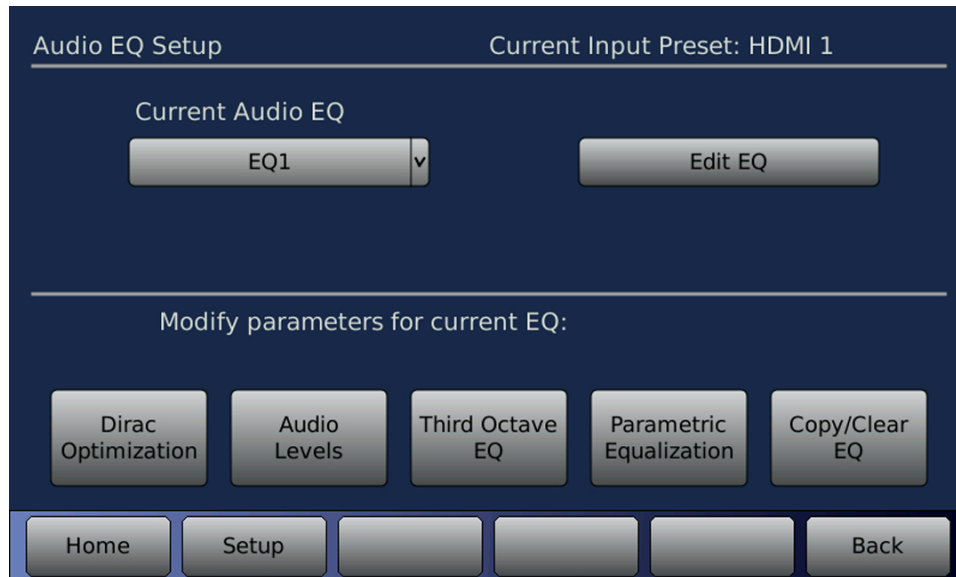 Audio EQ Setup
Current Input Preset: HDMI 1
Current Audio EQ
EQ1
v
Edit EQ
Modify parameters for current EQ:
Dirac
Optimization
Audio
Levels
Third Octave
EQ
Parametric
Equalization
Copy/Clear
EQ
Home
Setup
Back